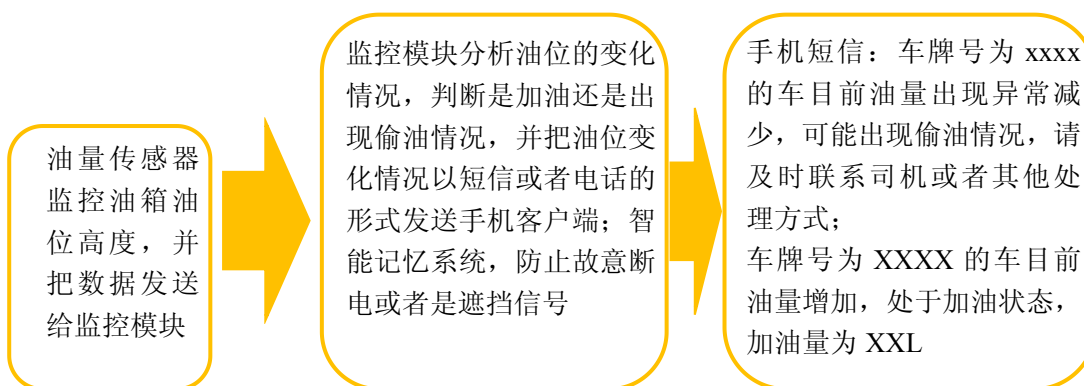 油量传感器
监控油箱油
位高度，并
把数据发送
给监控模块
监控模块分析油位的变化
情况，判断是加油还是出
现偷油情况，并把油位变
化情况以短信或者电话的
形式发送手机客户端；智
能记忆系统，防止故意断
电或者是遮挡信号
手机短信：车牌号为 xxxx
的车目前油量出现异常减
少，可能出现偷油情况，请
及时联系司机或者其他处
理方式；
车牌号为 XXXX 的车目前
油量增加，处于加油状态，
加油量为 XXL